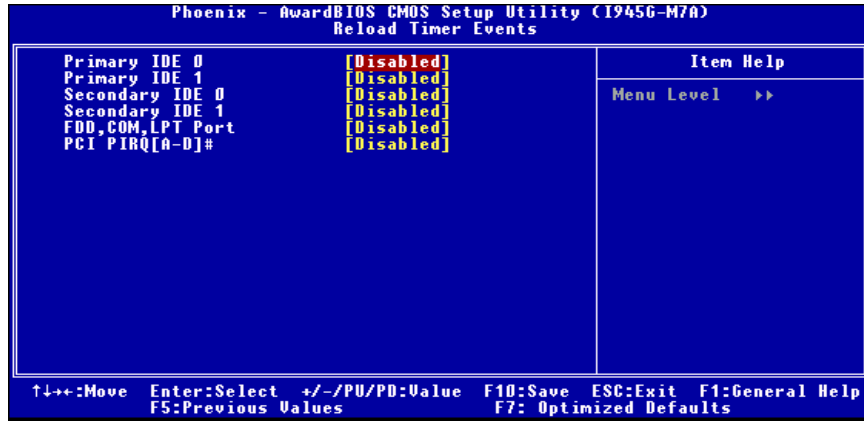 Phoenix - AwardBIOS CMOS Setup Utility (I945G-M7A)
Reload Timer Events
Primary IDE 0 [Disabled]
Primary IDE 1 [Disabled]
Secondary IDE 0 [Disabled]
Secondary IDE 1 [Disabled]
FDD,COM,LPT Port [Disabled]
PCI PIRQ[A-D]# [Disabled]
Item Help
Menu Level ▸▸
↑↓→←:Move Enter:Select +/-/PU/PD:Value F10:Save ESC:Exit F1:General Help
F5:Previous Values F7: Optimized Defaults